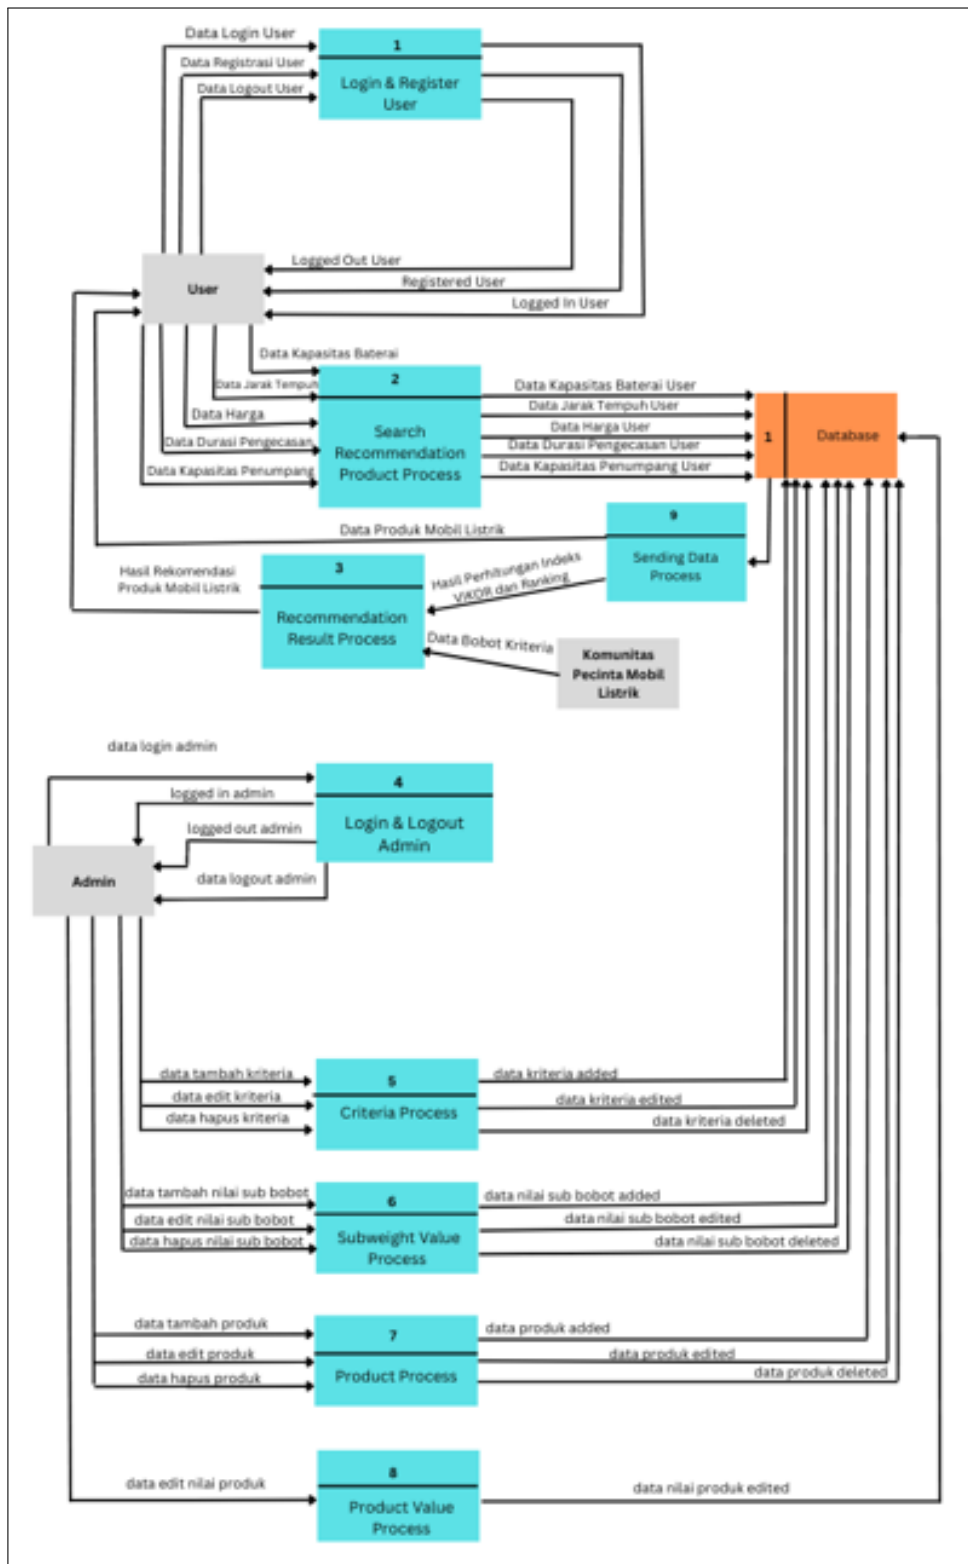 Data Login User
1
Data Registrasi User
Data Logout User
Login & Register
User
Logged Out User
User
Registered User
Logged In User
Data Kapasitas Baterai
2
Data Jarak Tempuh
Data Harga
Data Durasi Pengecasan
Data Kapasitas Penumpang
Search
Recommendation
Product Process
Data Kapasitas Baterai User
Data Jarak Tempuh User
Data Harga User
Data Durasi Pengecasan User
Data Kapasitas Penumpang User
1
Database
9
Sending Data
Process
Data Produk Mobil Listrik
Hasil Rekomendasi
Produk Mobil Listrik
3
Recommendation
Result Process
Hasil Perhitungan Indeks
VIKOR dan Ranking
Data Bobot Kriteria
Komunitas
Pecinta Mobil
Listrik
data login admin
4
logged in admin
Login & Logout
Admin
logged out admin
data logout admin
Admin
data tambah kriteria
data edit kriteria
data hapus kriteria
5
Criteria Process
data kriteria added
data kriteria edited
data kriteria deleted
data tambah nilai sub bobot
data edit nilai sub bobot
data hapus nilai sub bobot
6
Subweight Value
Process
data nilai sub bobot added
data nilai sub bobot edited
data nilai sub bobot deleted
data tambah produk
data edit produk
data hapus produk
7
Product Process
data produk added
data produk edited
data produk deleted
data edit nilai produk
8
Product Value
Process
data nilai produk edited